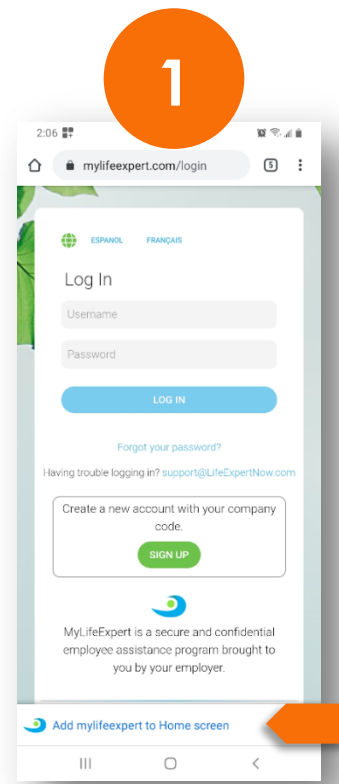 1
2:06
mylifeexpert.com/login
5
ESPANOL FRANÇAIS
Log In
Username
Password
LOG IN
Forgot your password?
Having trouble logging in? support@LifeExpertNow.com
Create a new account with your company
code.
SIGN UP
MyLifeExpert is a secure and confidential
employee assistance program brought to
you by your employer.
Add mylifeexpert to Home screen